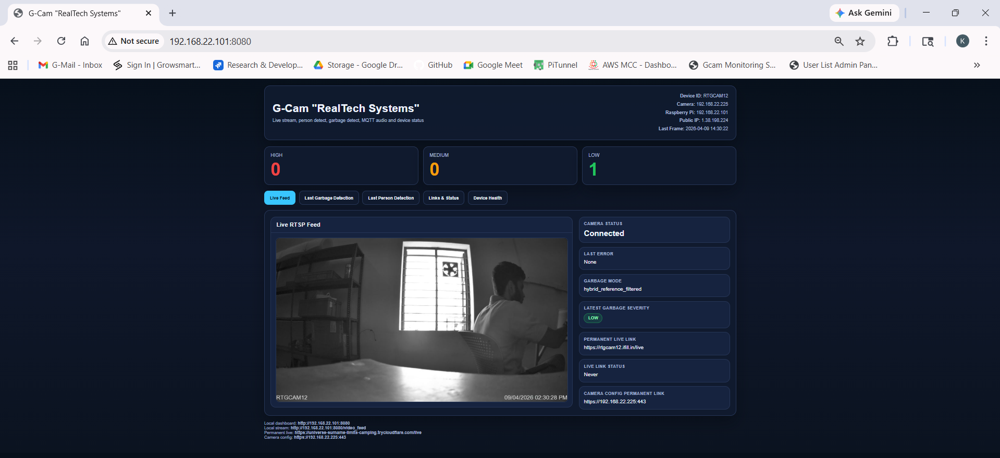 G-Cam "RealTech Systems"
Ask Gemini
Not secure
192.168.22.101:8080
K
G-Mail - Inbox
Sign In | Growsmart...
Research & Develop...
Storage - Google Dr...
GitHub
Google Meet
PiTunnel
AWS MCC - Dashbo...
Gcam Monitoring S...
User List Admin Pan...
G-Cam "RealTech Systems"
Live stream, person detect, garbage detect, MQTT audio and device status
Device ID: RTGCAM12
Camera: 192.168.22.225
Raspberry Pi: 192.168.22.101
Public IP: 1.38.198.224
Last Frame: 2026-04-09 14:30:22
HIGH
0
MEDIUM
0
LOW
1
Live Feed
Last Garbage Detection
Last Person Detection
Links & Status
Device Health
Live RTSP Feed
RTGCAM12
09/04/2026 02:30:28 PM
CAMERA STATUS
Connected
LAST ERROR
None
GARBAGE MODE
hybrid_reference_filtered
LATEST GARBAGE SEVERITY
LOW
PERMANENT LIVE LINK
https://rtgcam12.ifill.in/live
LIVE LINK STATUS
Never
CAMERA CONFIG PERMANENT LINK
https://192.168.22.225:443
Local dashboard: http://192.168.22.101:8080
Local stream: http://192.168.22.101:8080/video_feed
Permanent live: https://universe-surname-limits-camping.trycloudflare.com/live
Camera config: https://192.168.22.225:443